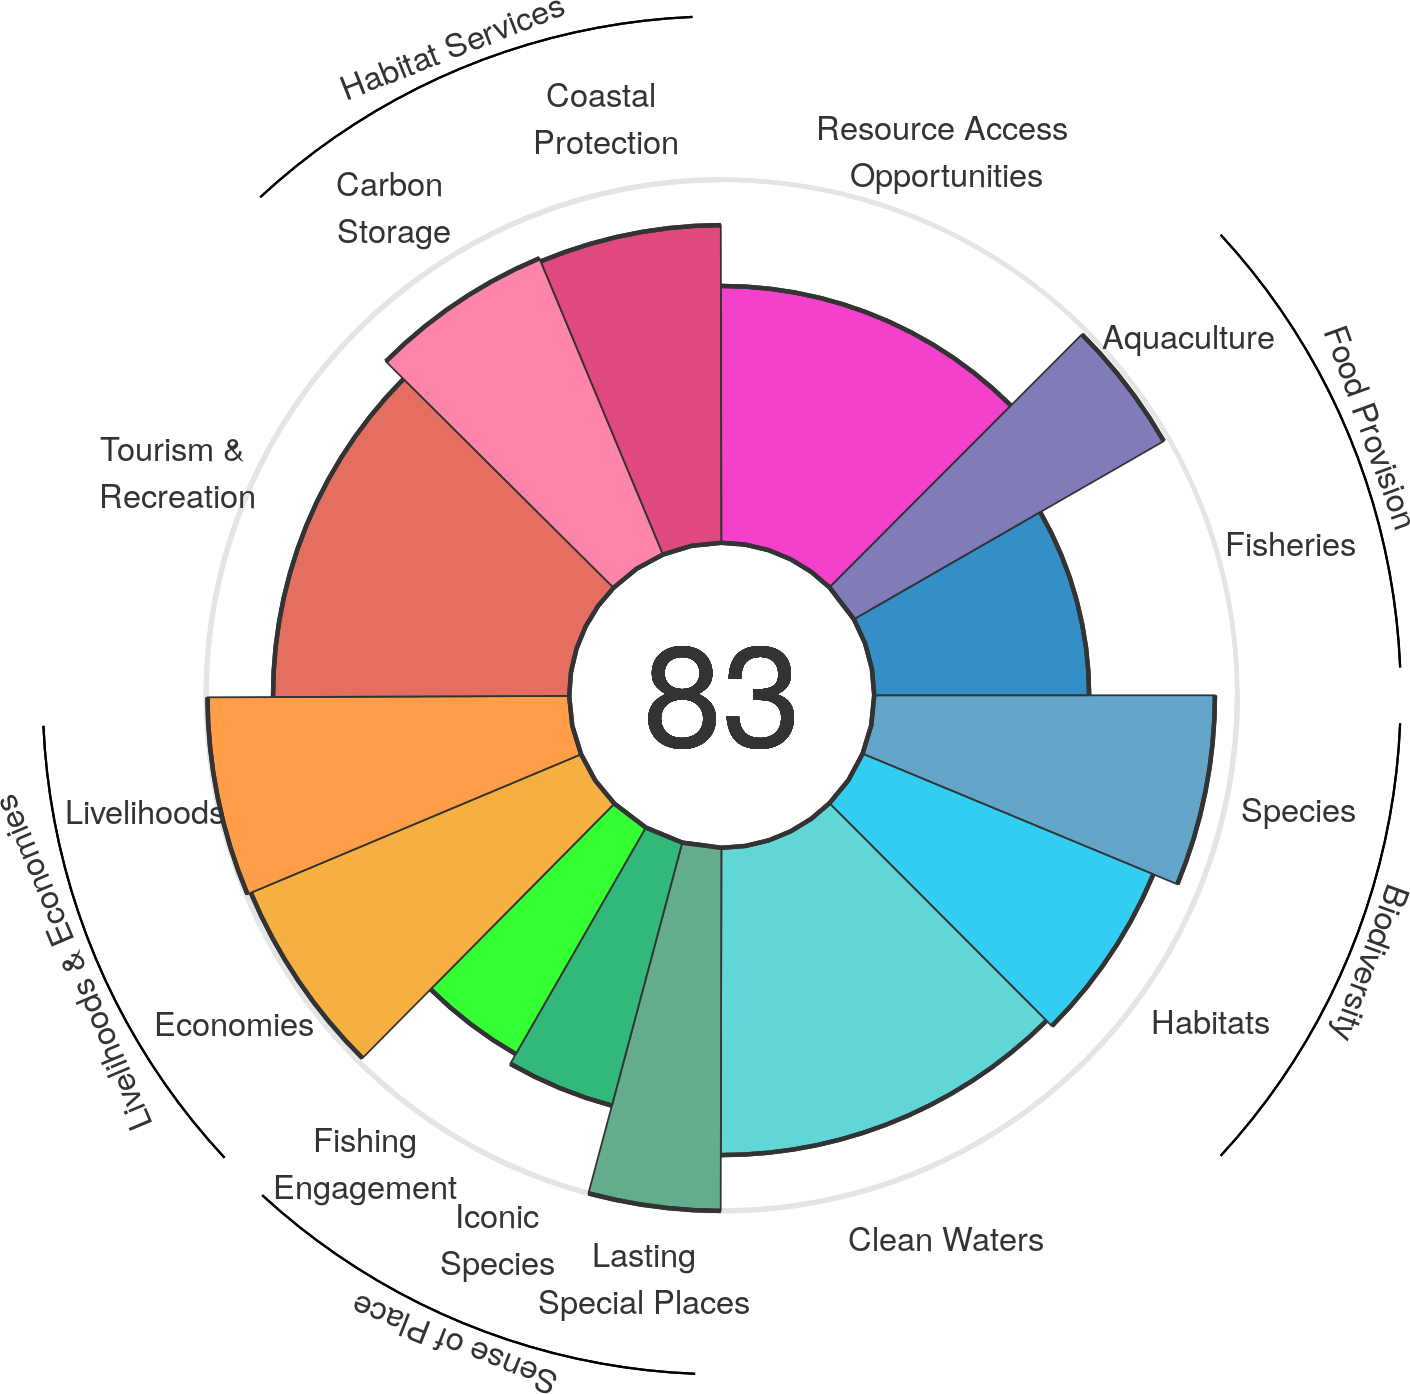 Habitat Services
Coastal
Protection
Resource Access
Opportunities
Carbon
Storage
Aquaculture
Food Provision
Tourism &
Recreation
Fisheries
83
Livelihoods
Species
Livelihoods & Economies
Biodiversity
Economies
Habitats
Fishing
Engagement
Iconic
Species
Lasting
Special Places
Clean Waters
Sense of Place